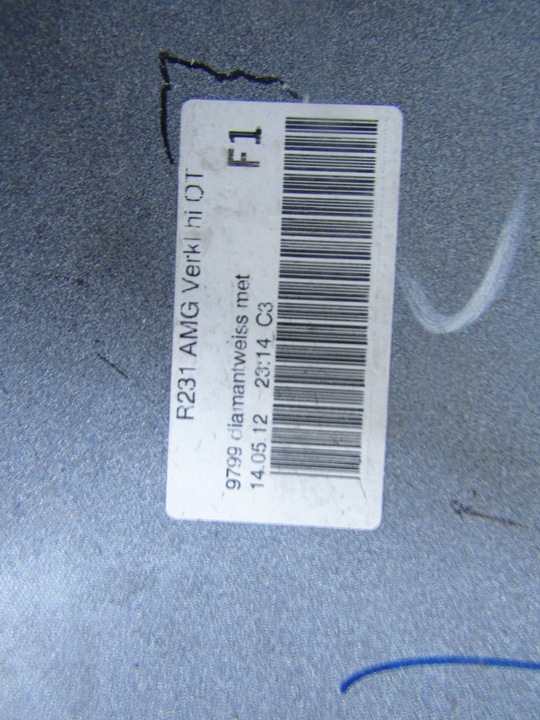 R231 AMG Verkl hi OT
F1
9799 diamantweiss met
14.05.12 23:14 C3